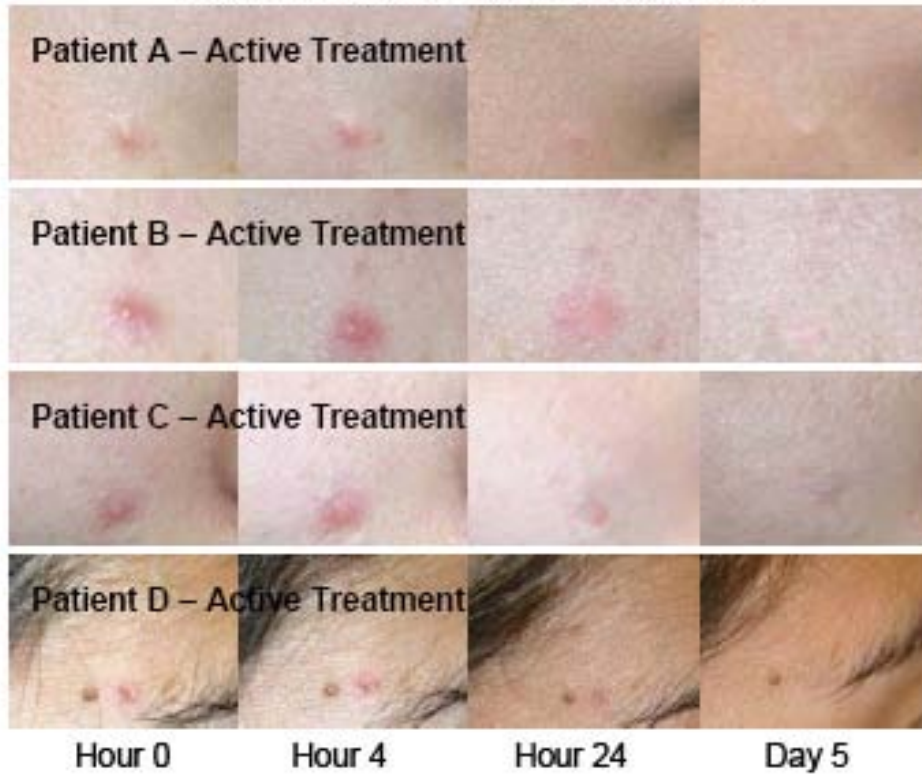 Patient A – Active Treatment
Patient B – Active Treatment
Patient C – Active Treatment
Patient D – Active Treatment
Hour 0 Hour 4 Hour 24 Day 5